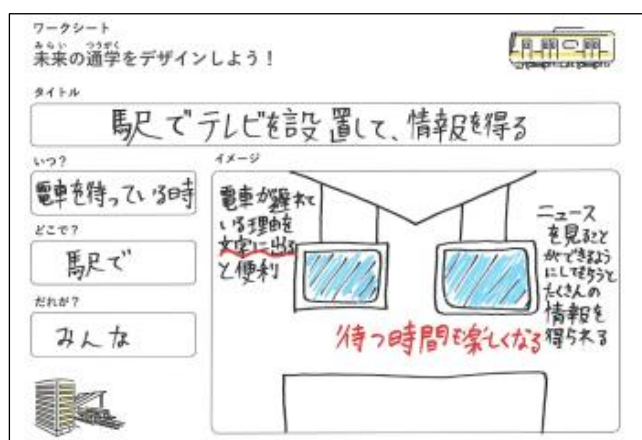 ワークシート
みらい つうがく
未来の通学をデザインしよう！
タイトル
駅でテレビを設置して、情報を得る
いつ？
電車を待っている時
どこで？
駅で
だれが？
みんな
イメージ
電車が遅れて
いる理由を
文字に出る
と便利
ニュース
を見ること
ができるよう
にしてもらうと
たくさんの
情報を
得られる
待つ時間も楽しくなる